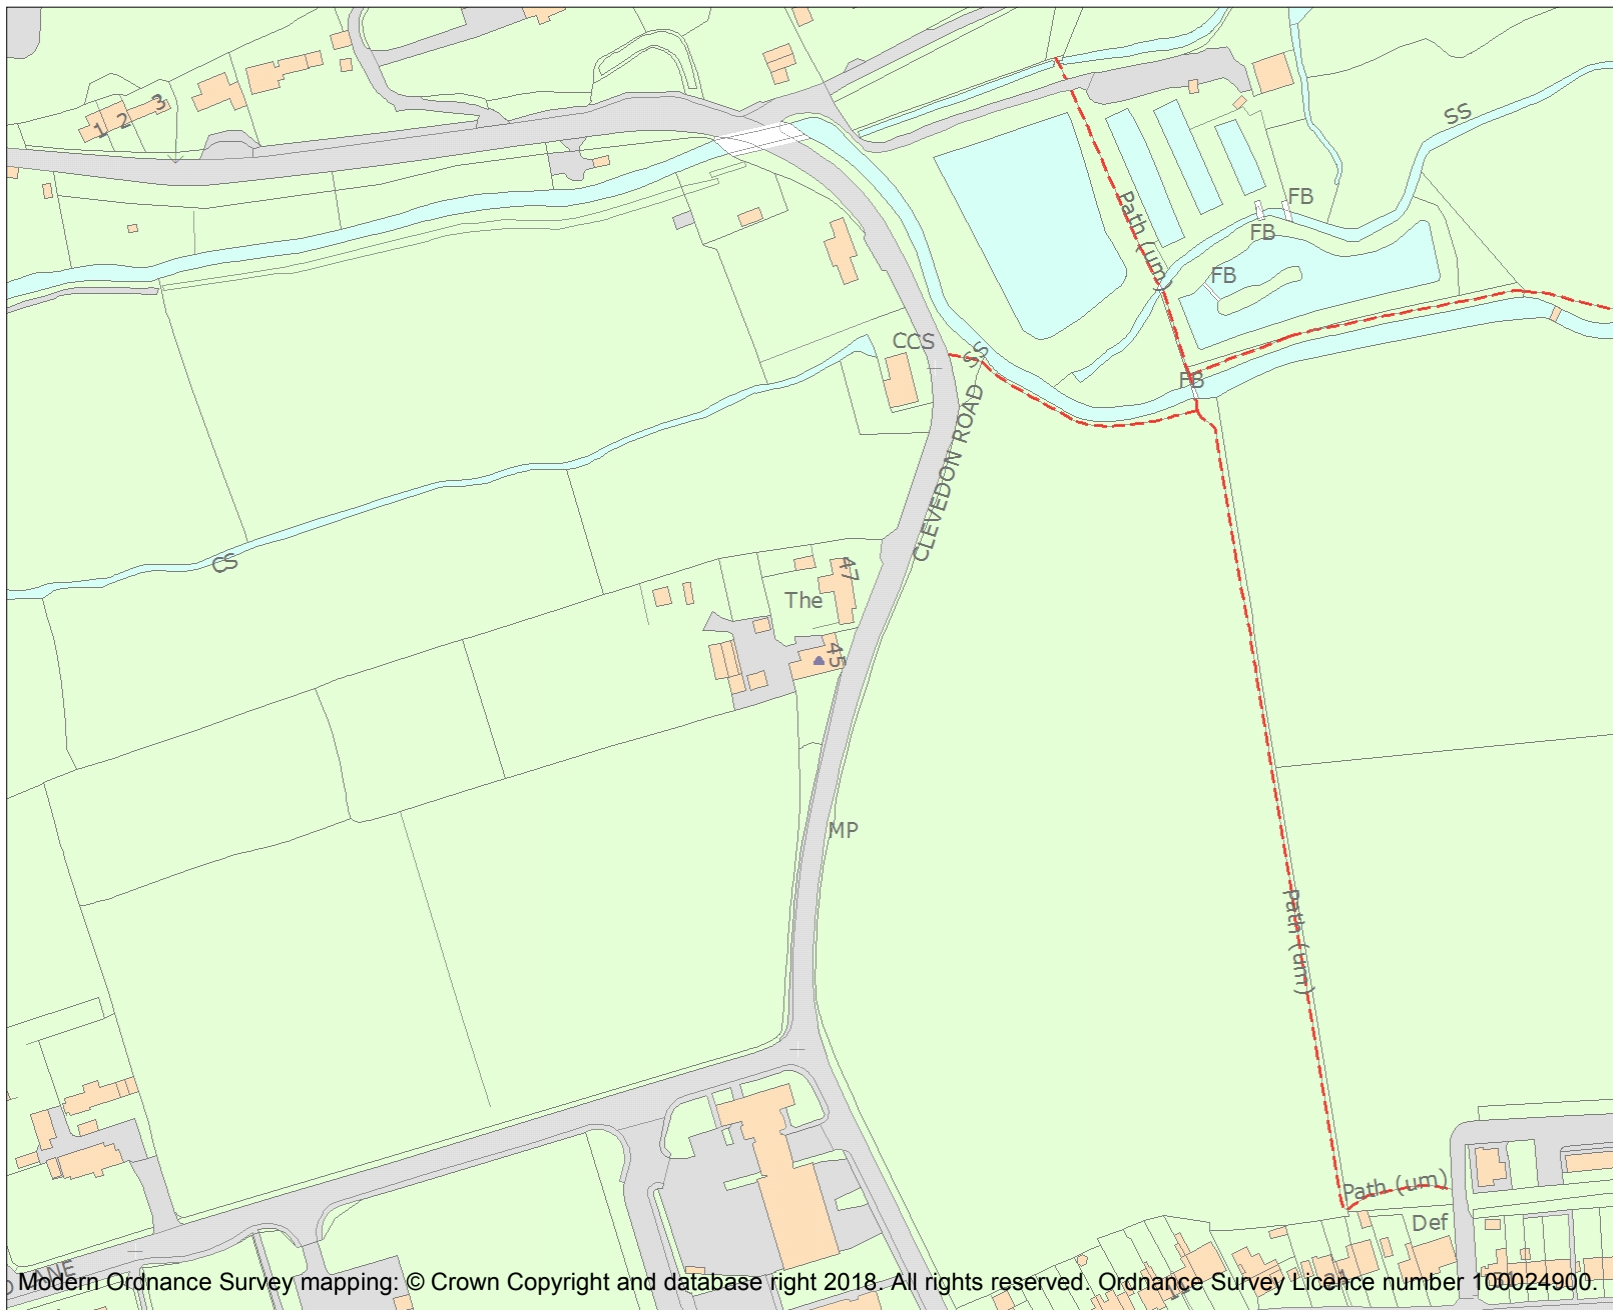 3
2
1
SS
FB
FB
FB
Path (um)
CCS
SS
FB
CLEVEDON ROAD
CS
47
The
45
MP
Path (um)
Path (um)
Def
LANE
11
Modern Ordnance Survey mapping: © Crown Copyright and database right 2018. All rights reserved. Ordnance Survey Licence number 100024900.